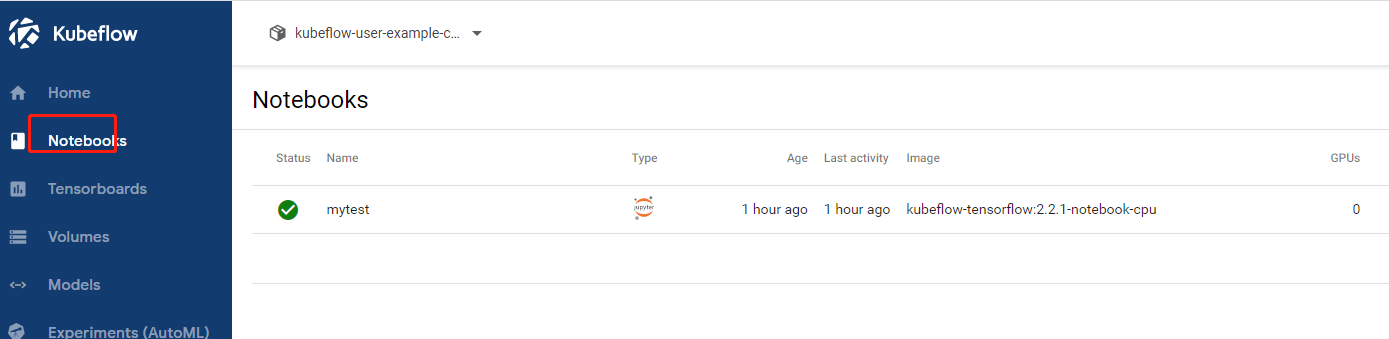 Kubeflow
kubeflow-user-example-c...
Home
Notebooks
Notebooks
Status Name Type Age Last activity Image GPUs
Tensorboards
mytest jupyter 1 hour ago 1 hour ago kubeflow-tensorflow:2.2.1-notebook-cpu 0
Volumes
Models
Experiments (AutoML)